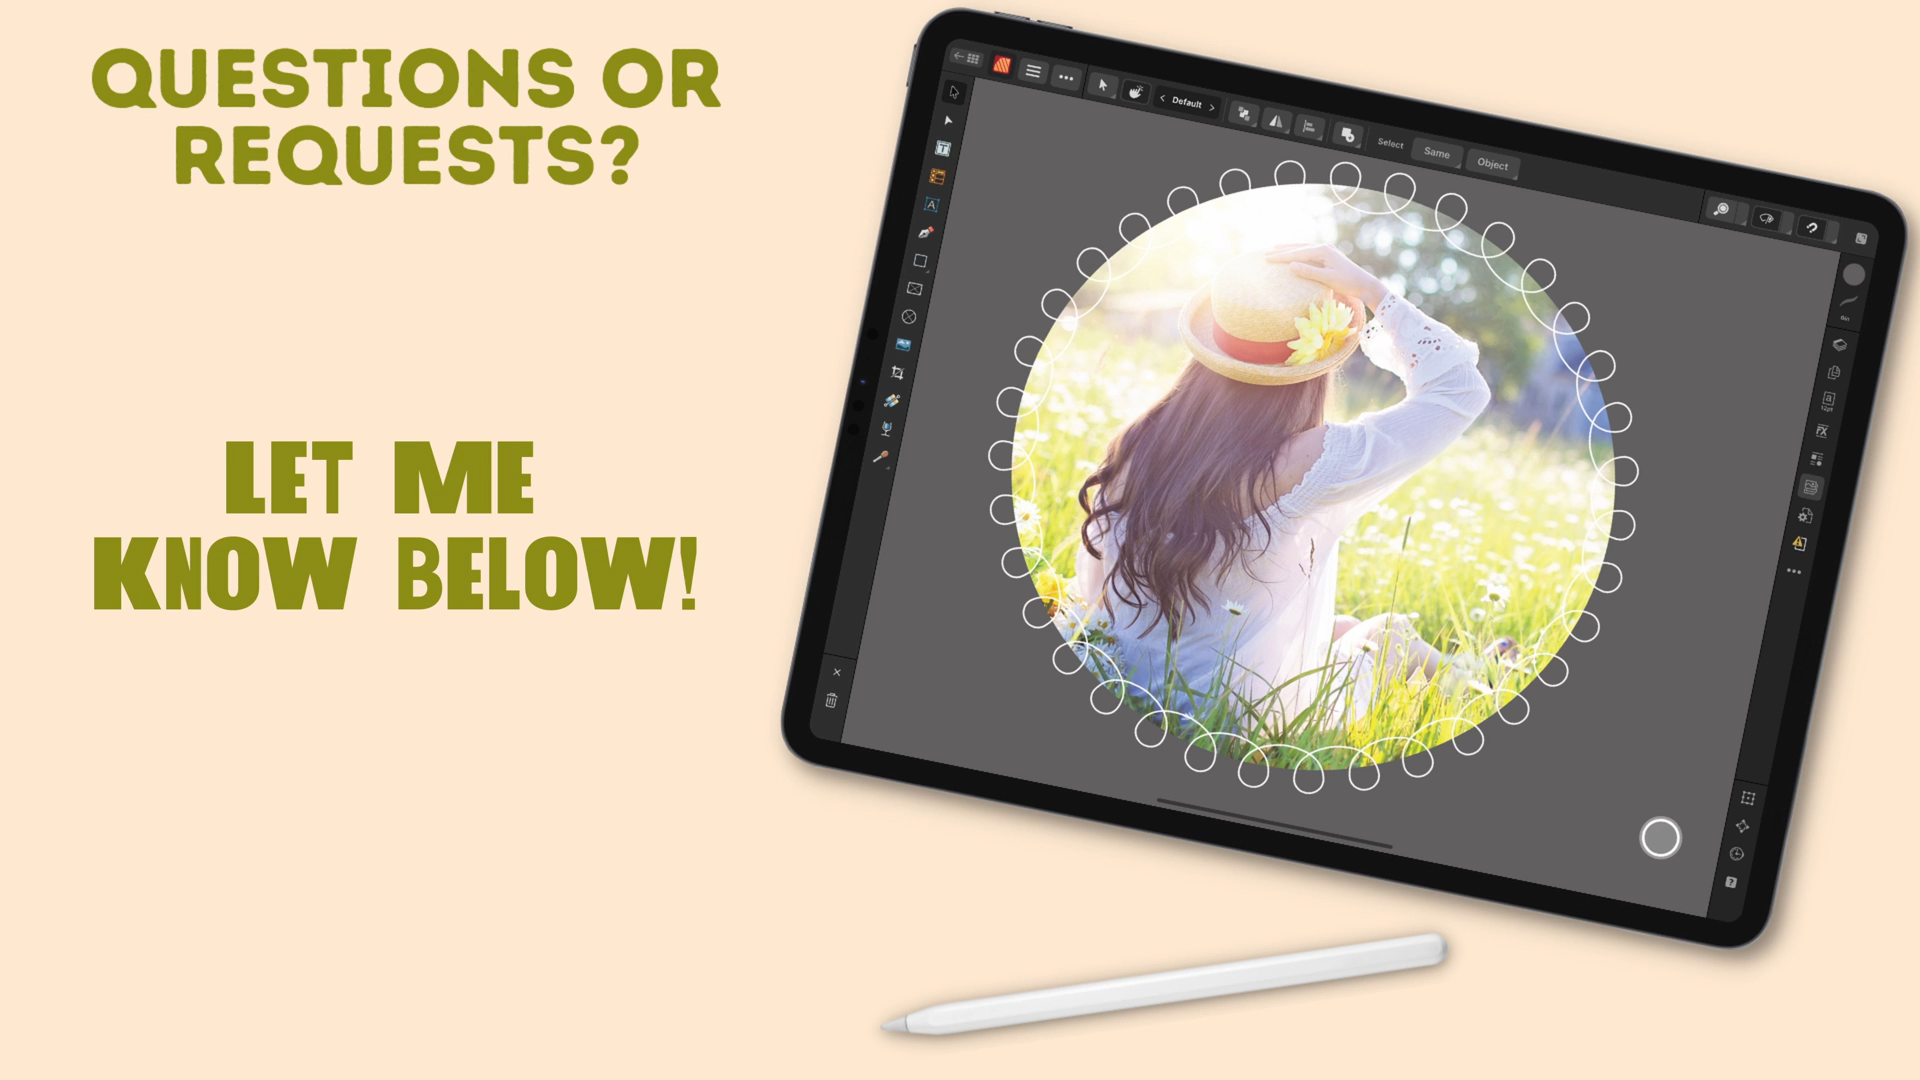 QUESTIONS OR
REQUESTS?
LET ME
KNOW BELOW!
Default
Select
Same
Object